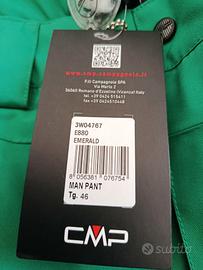 www.cmp.campagnolo.it
F.lli Campagnolo SPA
Via Merlo 2
36060 Romano d'Ezzelino (Vicenza) Italy
3W04767
E880
EMERALD
8 056381 076754
MAN PANT
Tg. 46
CMP
Subito